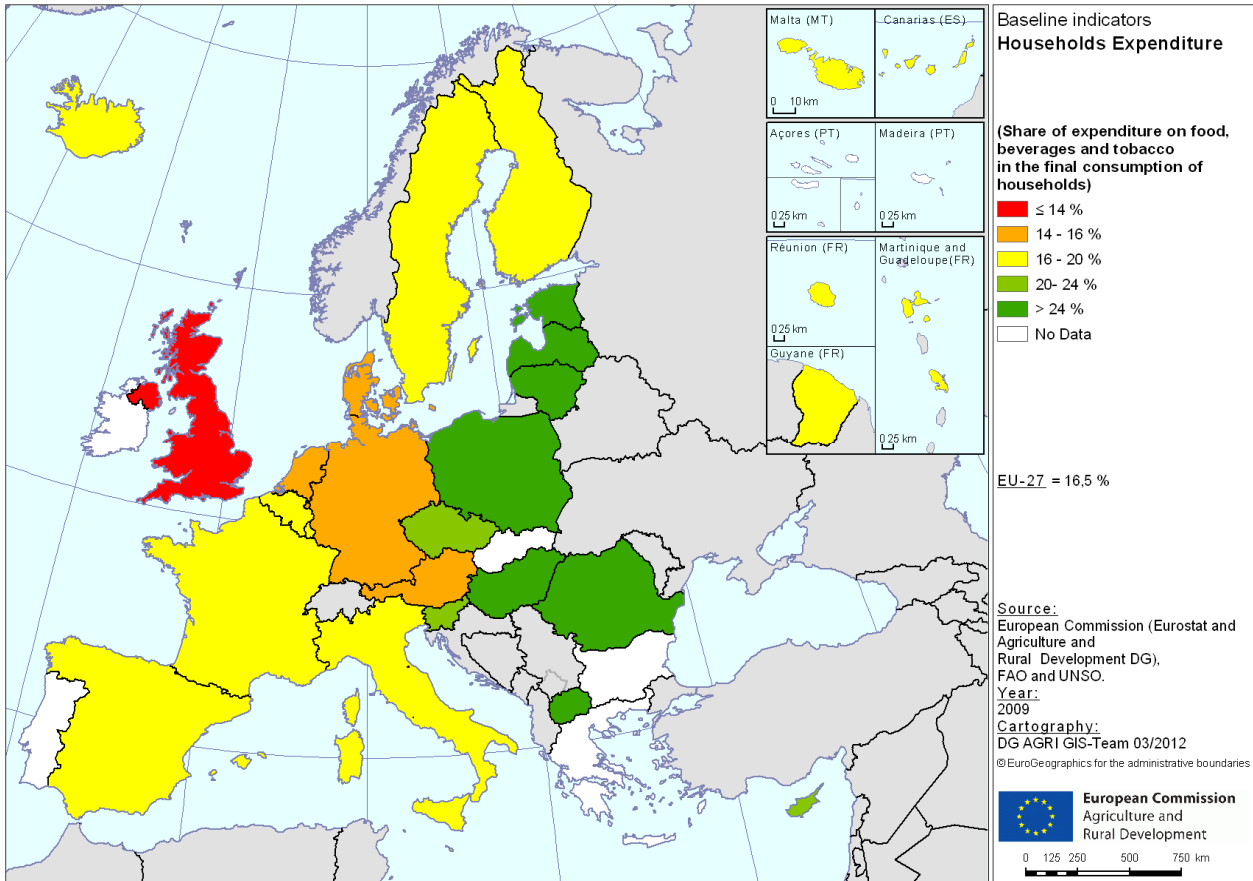 Malta (MT)
0 10 km
Canarias (ES)
Açores (PT)
0 25 km
Madeira (PT)
0 25 km
Réunion (FR)
0 25 km
Martinique and
Guadeloupe(FR)
0 25 km
Guyane (FR)
Baseline indicators
Households Expenditure
(Share of expenditure on food,
beverages and tobacco
in the final consumption of
households)
≤ 14 %
14 - 16 %
16 - 20 %
20- 24 %
> 24 %
No Data
EU-27 = 16,5 %
Source:
European Commission (Eurostat and
Agriculture and
Rural Development DG),
FAO and UNSO.
Year:
2009
Cartography:
DG AGRI GIS-Team 03/2012
©EuroGeographics for the administrative boundaries
European Commission
Agriculture and
Rural Development
0 125 250 500 750 km